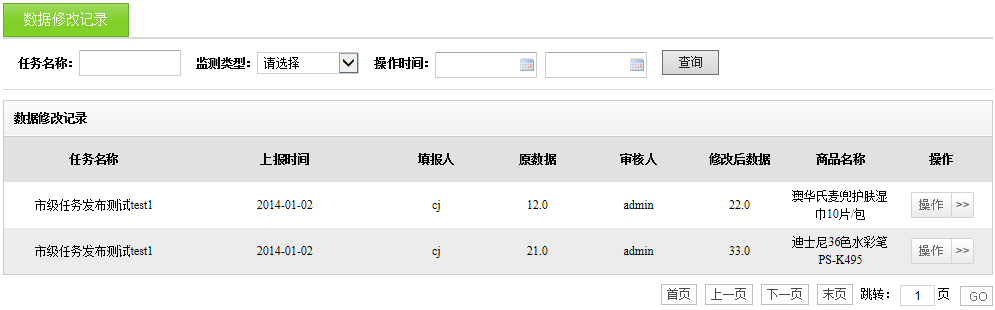 数据修改记录
任务名称： 监测类型： 请选择 操作时间： 查询
数据修改记录
任务名称 上报时间 填报人 原数据 审核人 修改后数据 商品名称 操作
市级任务发布测试test1 2014-01-02 cj 12.0 admin 22.0 澳华氏麦兜护肤湿
巾10片/包 操作 >>
市级任务发布测试test1 2014-01-02 cj 21.0 admin 33.0 迪士尼36色水彩笔
PS-K495 操作 >>
首页 上一页 下一页 末页 跳转： 1 页 GO